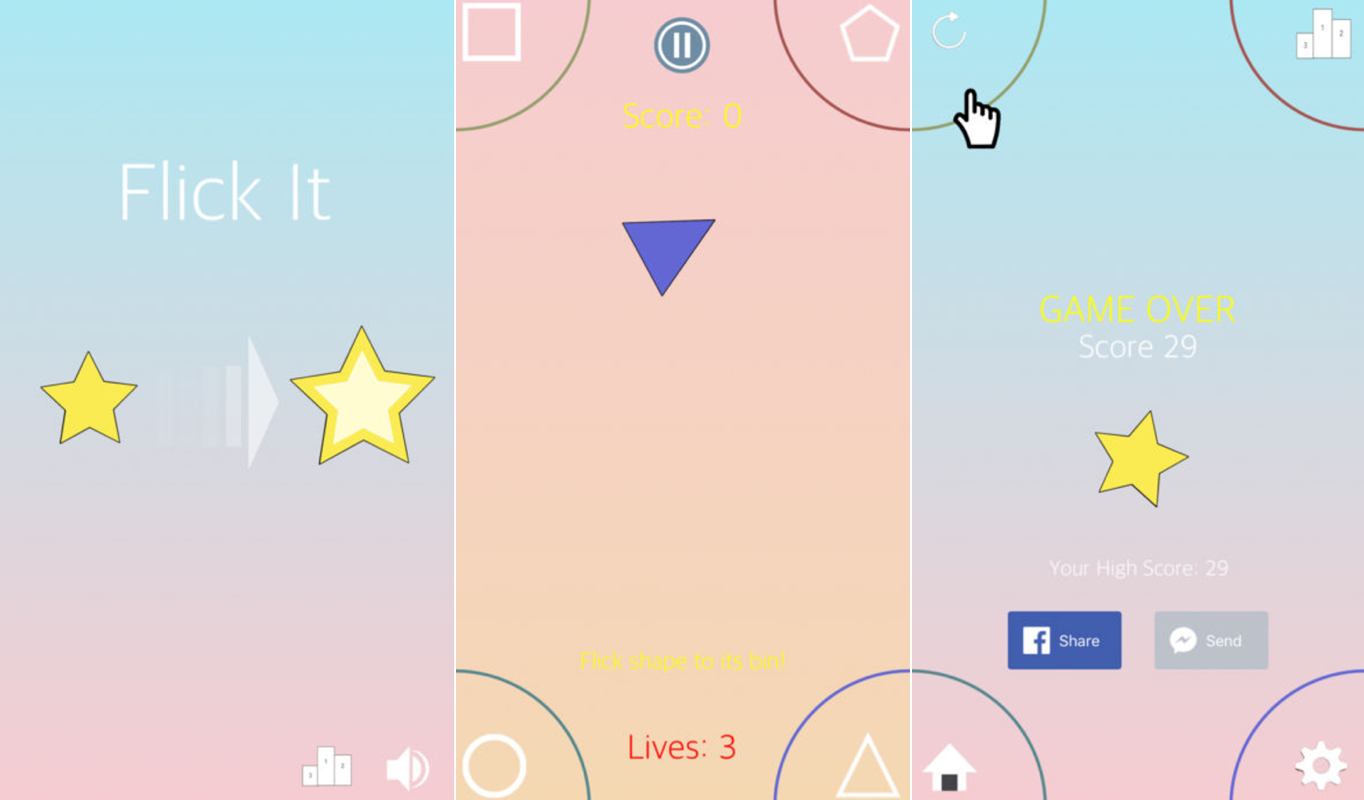 Flick It
3 1 2
Score: 0
Flick shape to its bin!
Lives: 3
3 1 2
GAME OVER
Score 29
Your High Score: 29
Share
Send